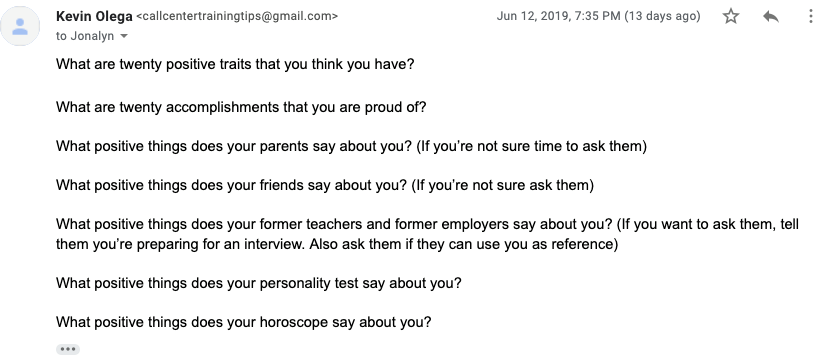 Kevin Olega <callcentertrainingtips@gmail.com> Jun 12, 2019, 7:35 PM (13 days ago)
to Jonalyn
What are twenty positive traits that you think you have?
What are twenty accomplishments that you are proud of?
What positive things does your parents say about you? (If you’re not sure time to ask them)
What positive things does your friends say about you? (If you’re not sure ask them)
What positive things does your former teachers and former employers say about you? (If you want to ask them, tell
them you’re preparing for an interview. Also ask them if they can use you as reference)
What positive things does your personality test say about you?
What positive things does your horoscope say about you?